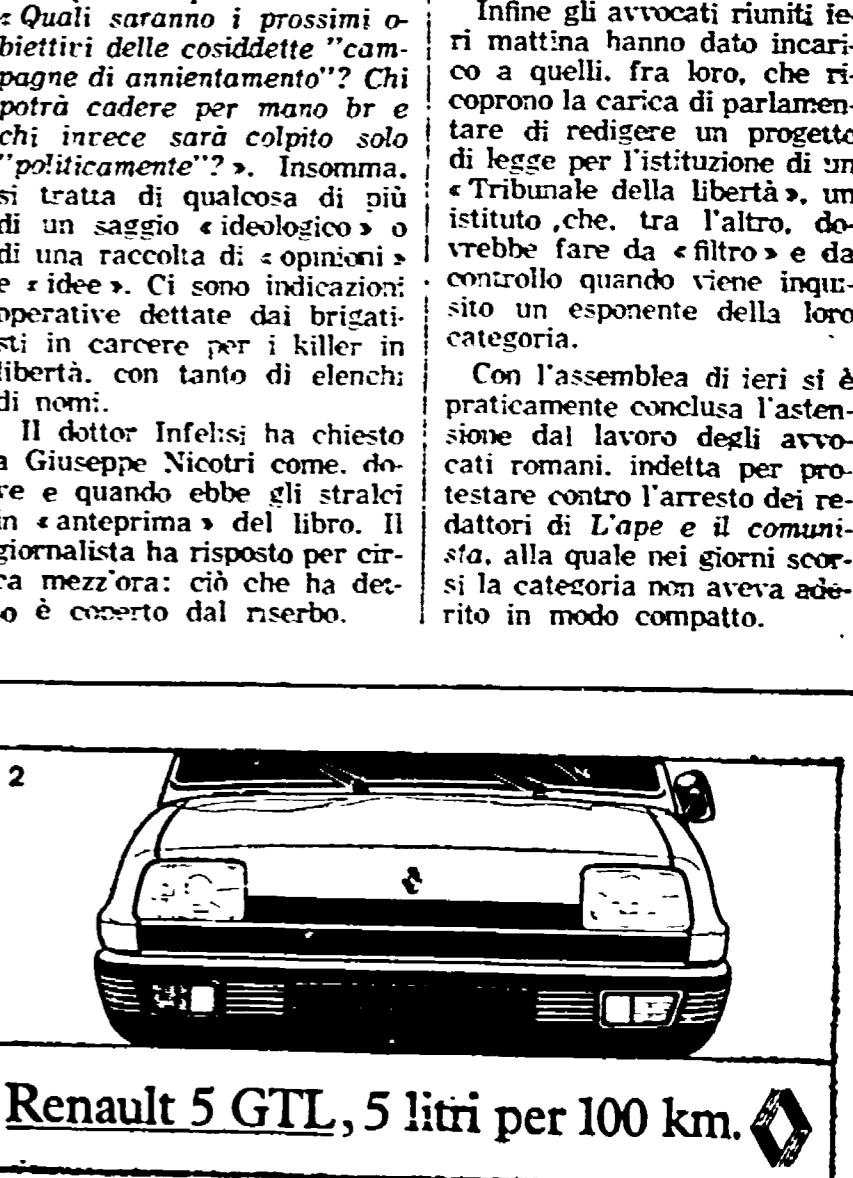 « Quali saranno i prossimi o-
biettivi delle cosiddette "cam-
pagne di annientamento"? Chi
potrà cadere per mano br e
chi invece sarà colpito solo
"politicamente"? ». Insomma.
si tratta di qualcosa di più
di un saggio « ideologico » o
di una raccolta di « opinioni »
e « idee ». Ci sono indicazioni
operative dettate dai brigati-
sti in carcere per i killer in
libertà. con tanto di elenchi
di nomi.
Il dottor Infelisi ha chiesto
a Giuseppe Nicotri come. do-
ve e quando ebbe gli stralci
in « anteprima » del libro. Il
giornalista ha risposto per cir-
ca mezz'ora: ciò che ha det-
to è coperto dal riserbo.
Infine gli avvocati riuniti ie-
ri mattina hanno dato incari-
co a quelli. fra loro, che ri-
coprono la carica di parlamen-
tare di redigere un progetto
di legge per l'istituzione di un
« Tribunale della libertà ». un
istituto ,che. tra l'altro, do-
vrebbe fare da « filtro » e da
controllo quando viene inqui-
sito un esponente della loro
categoria.
Con l'assemblea di ieri si è
praticamente conclusa l'asten-
sione dal lavoro degli avvo-
cati romani. indetta per pro-
testare contro l'arresto dei re-
dattori di L'ape e il comuni-
sta, alla quale nei giorni scor-
si la categoria non aveva ade-
rito in modo compatto.
2
Renault 5 GTL, 5 litri per 100 km.